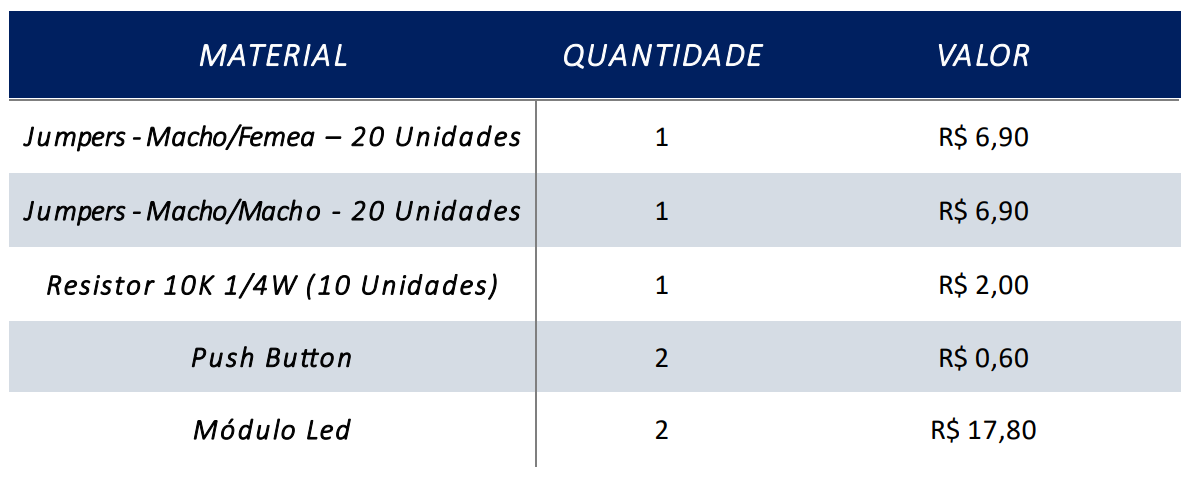 MATERIAL QUANTIDADE VALOR
Jumpers - Macho/Femea – 20 Unidades 1 R$ 6,90
Jumpers - Macho/Macho - 20 Unidades 1 R$ 6,90
Resistor 10K 1/4W (10 Unidades) 1 R$ 2,00
Push Button 2 R$ 0,60
Módulo Led 2 R$ 17,80